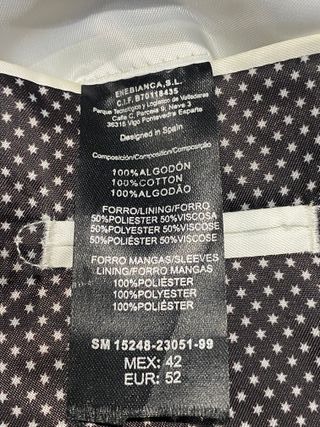 ENEBIANCA,S.L.
C.I.F. B70118435
Parque Tecnológico y Logístico de Valladares
Calle C, Parcela 9, Nave 3
36315 Vigo Pontevedra España
Designed in Spain
Composición/Composition/Composição
100%ALGODÓN
100%COTTON
100%ALGODÃO
FORRO/LINING/FORRO
50%POLIESTER 50%VISCOSA
50%POLYESTER 50%VISCOSE
50%POLIÉSTER 50%VISCOSE
FORRO MANGAS/SLEEVES
LINING/FORRO MANGAS
100%POLIÉSTER
100%POLYESTER
100%POLIÉSTER
SM 15248-23051-99
MEX: 42
EUR: 52